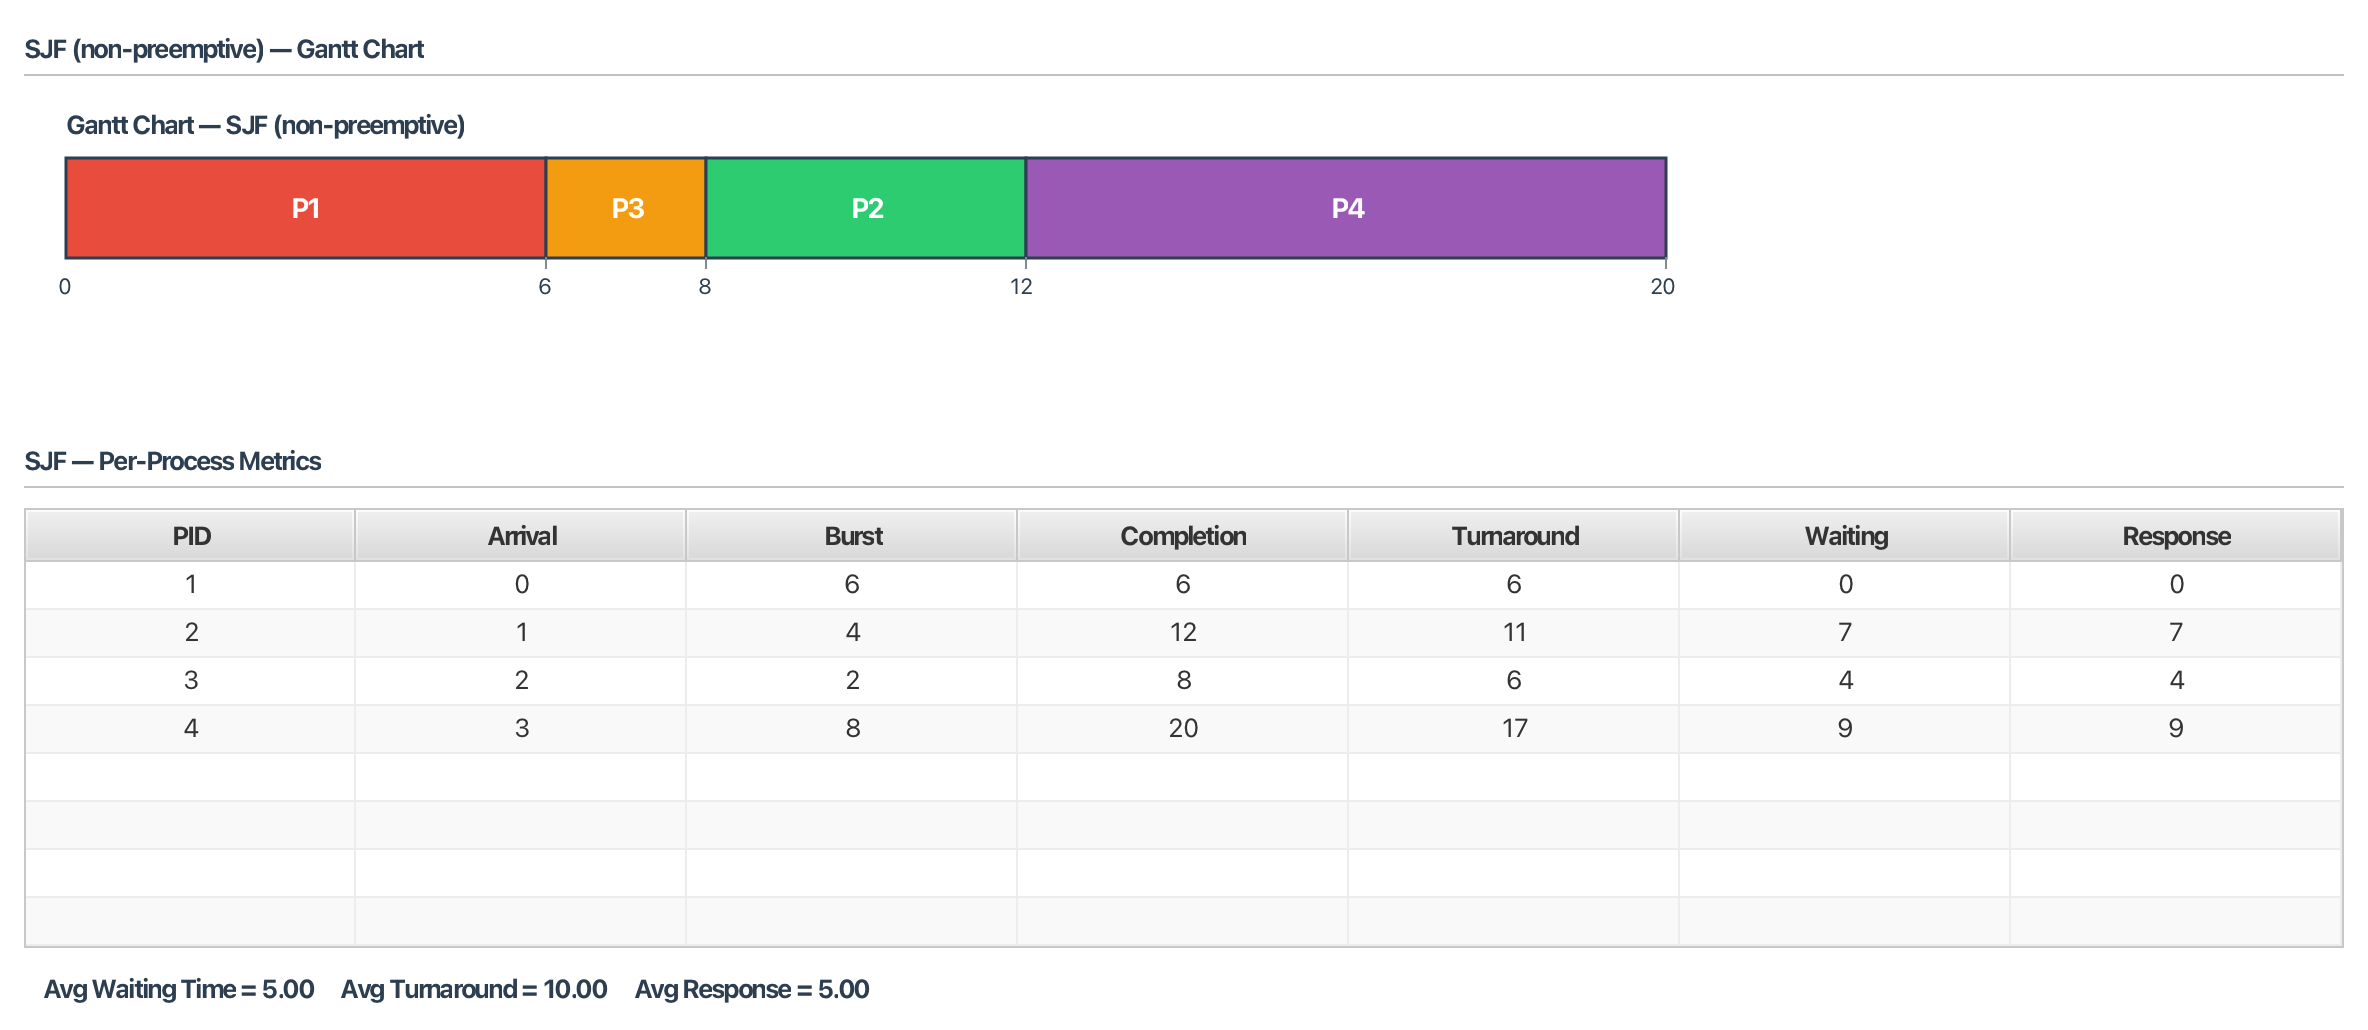 SJF (non-preemptive) — Gantt Chart
Gantt Chart — SJF (non-preemptive)
P1 P3 P2 P4
0 6 8 12 20
SJF — Per-Process Metrics
PID Arrival Burst Completion Turnaround Waiting Response
1 0 6 6 6 0 0
2 1 4 12 11 7 7
3 2 2 8 6 4 4
4 3 8 20 17 9 9
Avg Waiting Time = 5.00 Avg Turnaround = 10.00 Avg Response = 5.00